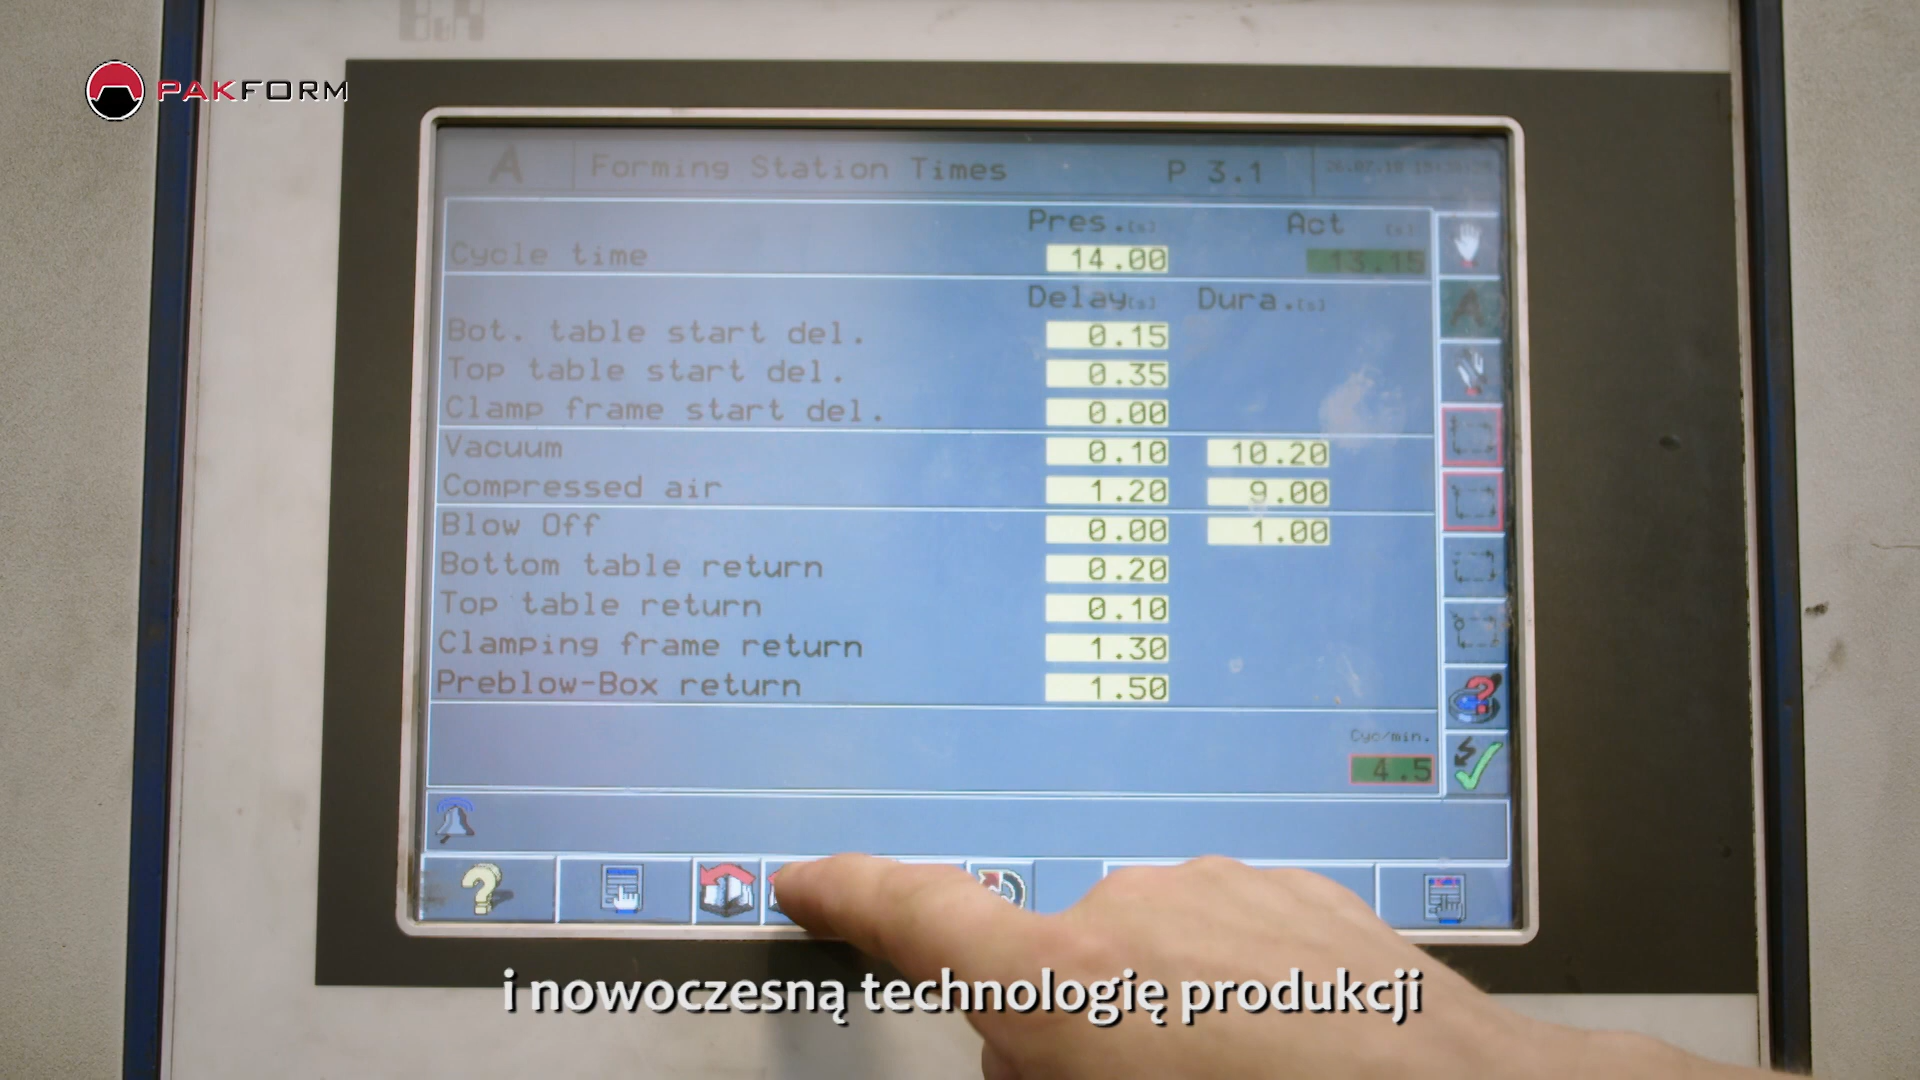 B&R
PAKFORM
A Forming Station Times P 3.1
Pres.[s] Act [s]
Cycle time 14.00 13.15
Delay[s] Dura.[s]
Bot. table start del. 0.15
Top table start del. 0.35
Clamp frame start del. 0.00
Vacuum 0.10 10.20
Compressed air 1.20 9.00
Blow Off 0.00 1.00
Bottom table return 0.20
Top table return 0.10
Clamping frame return 1.30
Preblow-Box return 1.50
Cyc/min.
4.5
A
?
?
i nowoczesną technologię produkcji